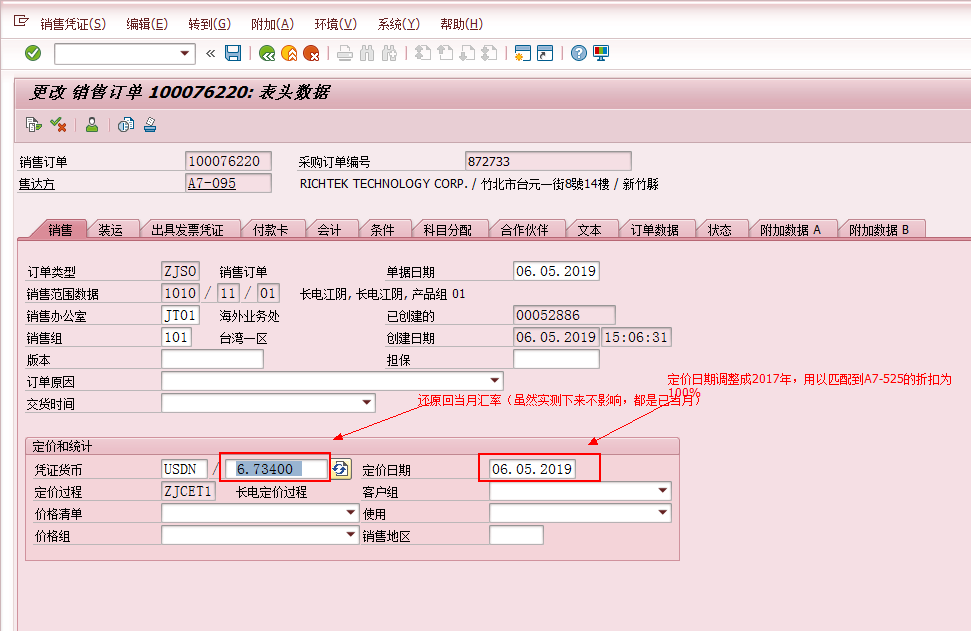 销售凭证(S) 编辑(E) 转到(G) 附加(A) 环境(V) 系统(Y) 帮助(H)
更改 销售订单 100076220: 表头数据
销售订单 100076220 采购订单编号 872733
售达方 A7-095 RICHTEK TECHNOLOGY CORP. / 竹北市台元一街8號14樓 / 新竹縣
销售 装运 出具发票凭证 付款卡 会计 条件 科目分配 合作伙伴 文本 订单数据 状态 附加数据 A 附加数据 B
订单类型 ZJSO 销售订单 单据日期 06.05.2019
销售范围数据 1010 / 11 / 01 长电江阴, 长电江阴, 产品组 01
销售办公室 JT01 海外业务处 已创建的 00052886
销售组 101 台湾一区 创建日期 06.05.2019 15:06:31
版本 担保
订单原因
定价日期调整成2017年，用以匹配到A7-525的折扣为
100%
交货时间
还原回当月汇率（虽然实测下来不影响，都是已当月）
定价和统计
凭证货币 USDN / 6.73400 定价日期 06.05.2019
定价过程 ZJCET1 长电定价过程 客户组
价格清单 使用
价格组 销售地区